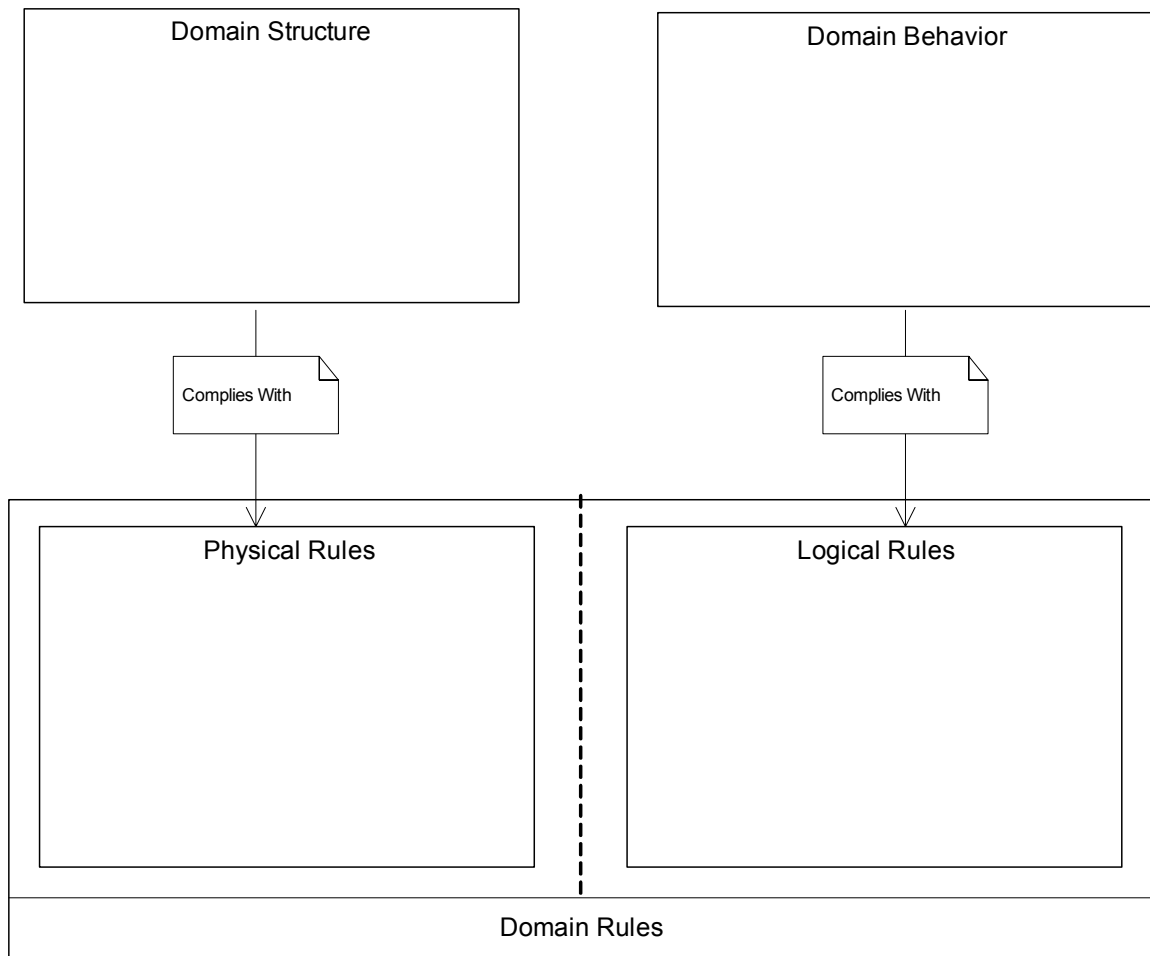 Domain Structure
Domain Behavior
Complies With
Complies With
Physical Rules
Logical Rules
Domain Rules